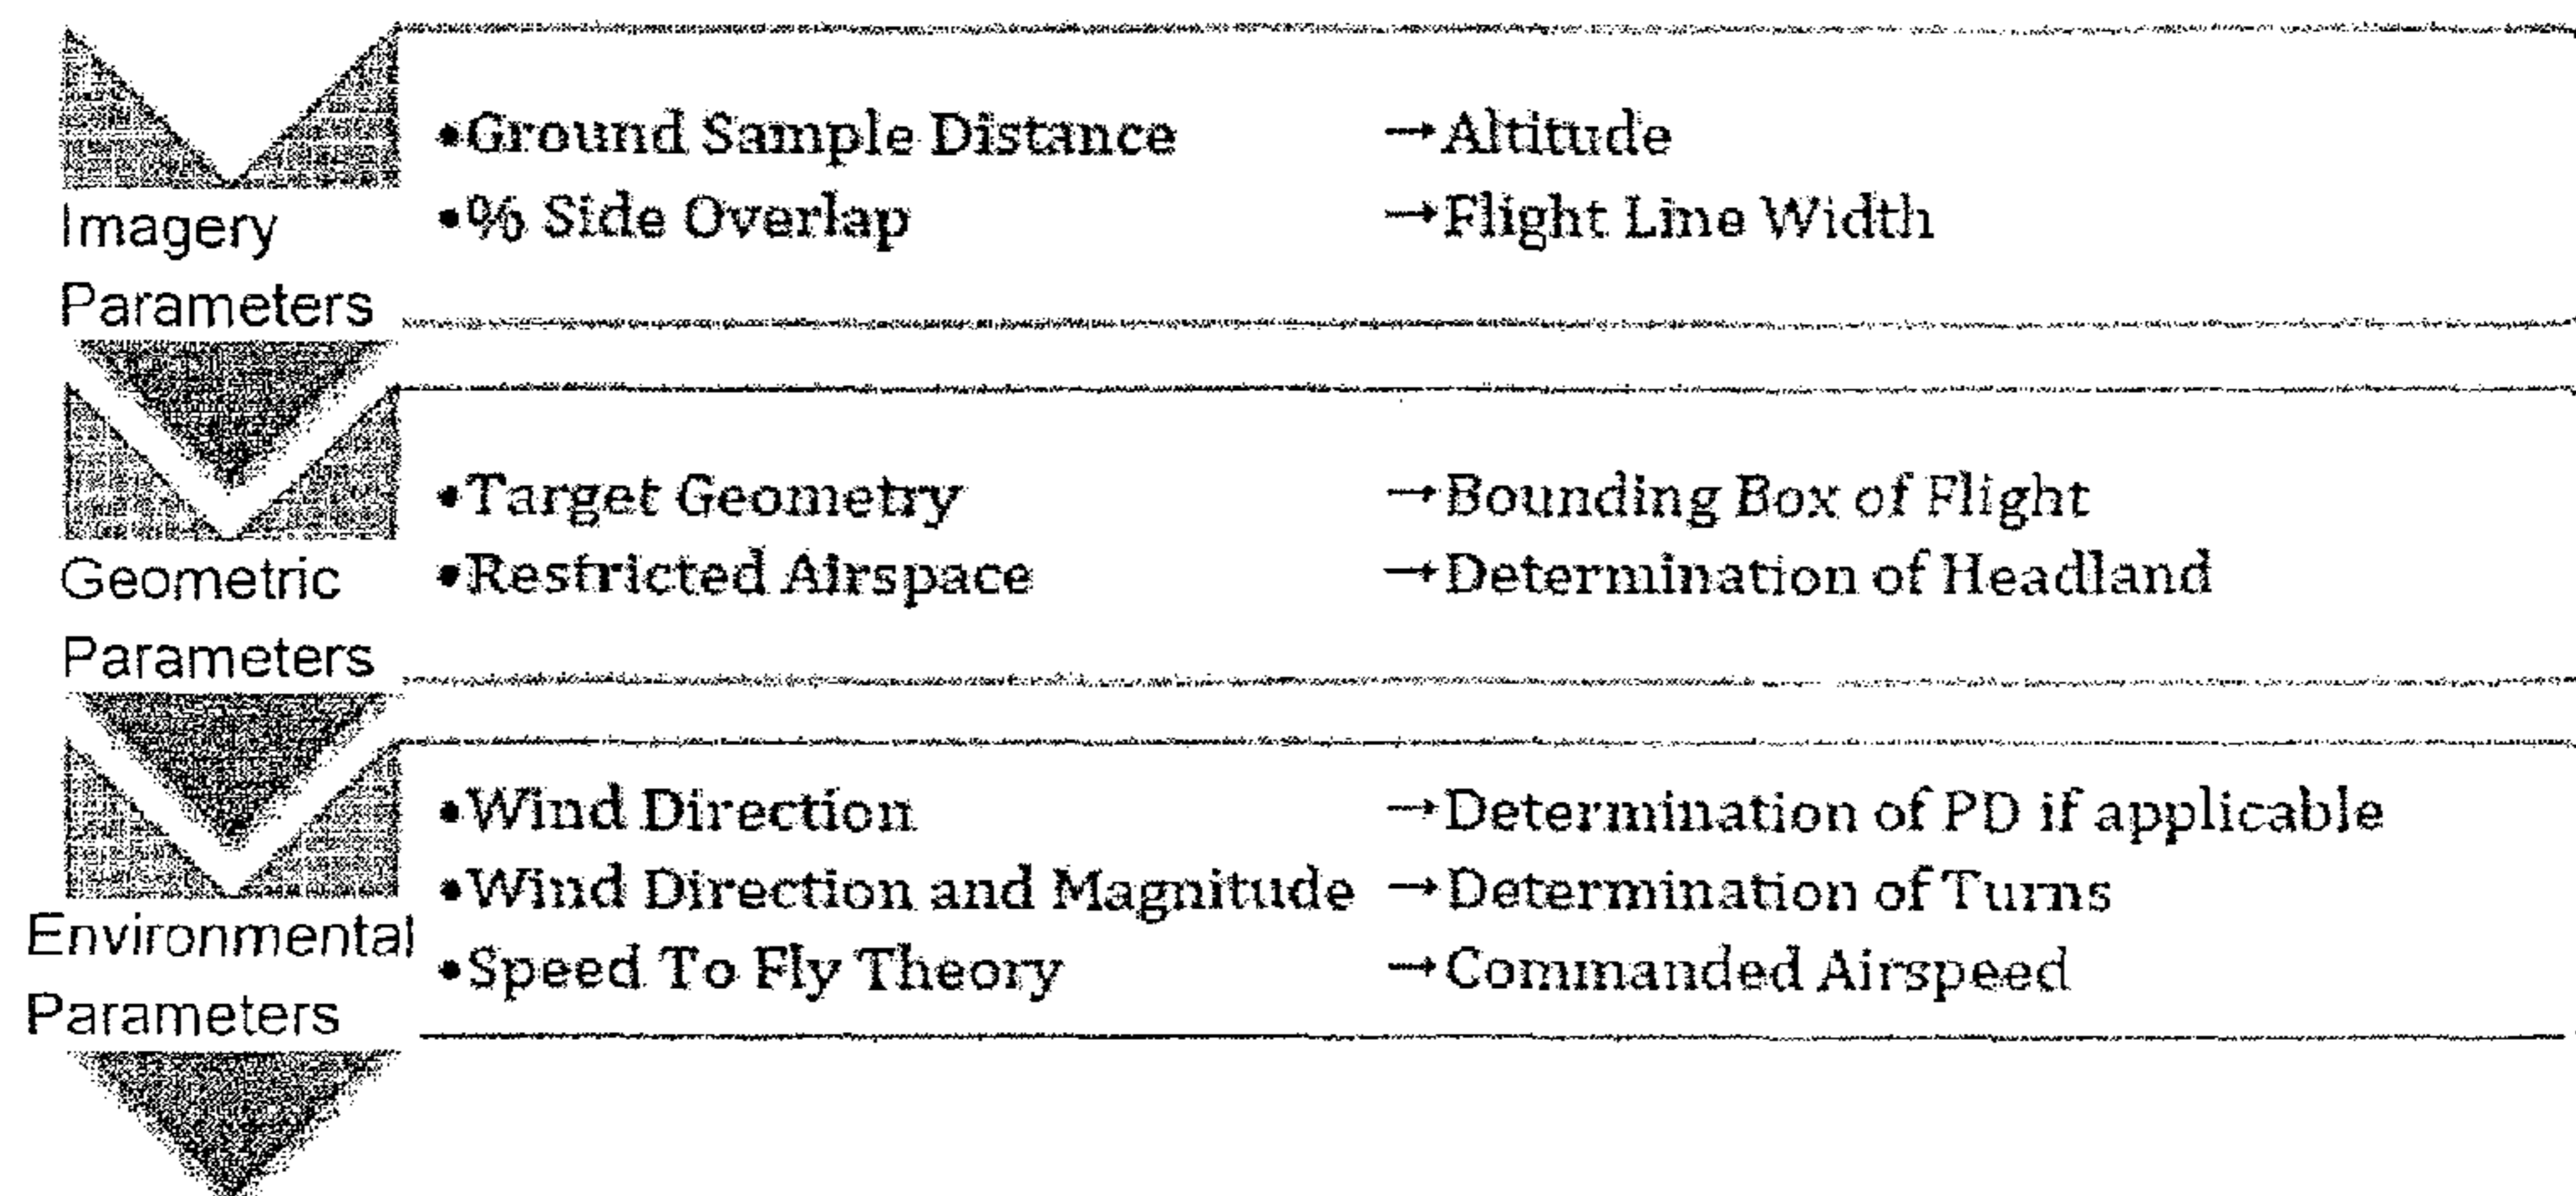 •Ground Sample Distance →Altitude
•% Side Overlap →Flight Line Width
Imagery
Parameters
•Target Geometry →Bounding Box of Flight
•Restricted Airspace →Determination of Headland
Geometric
Parameters
•Wind Direction →Determination of PD if applicable
•Wind Direction and Magnitude →Determination of Turns
•Speed To Fly Theory →Commanded Airspeed
Environmental
Parameters